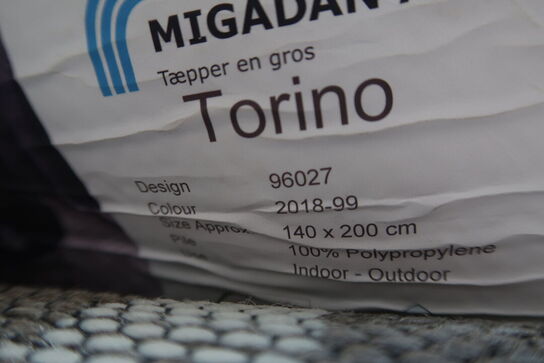 MIGADAN
Tæpper en gros
Torino
Design 96027
Colour 2018-99
Size Approx. 140 x 200 cm
Pile 100% Polypropylene
Indoor - Outdoor